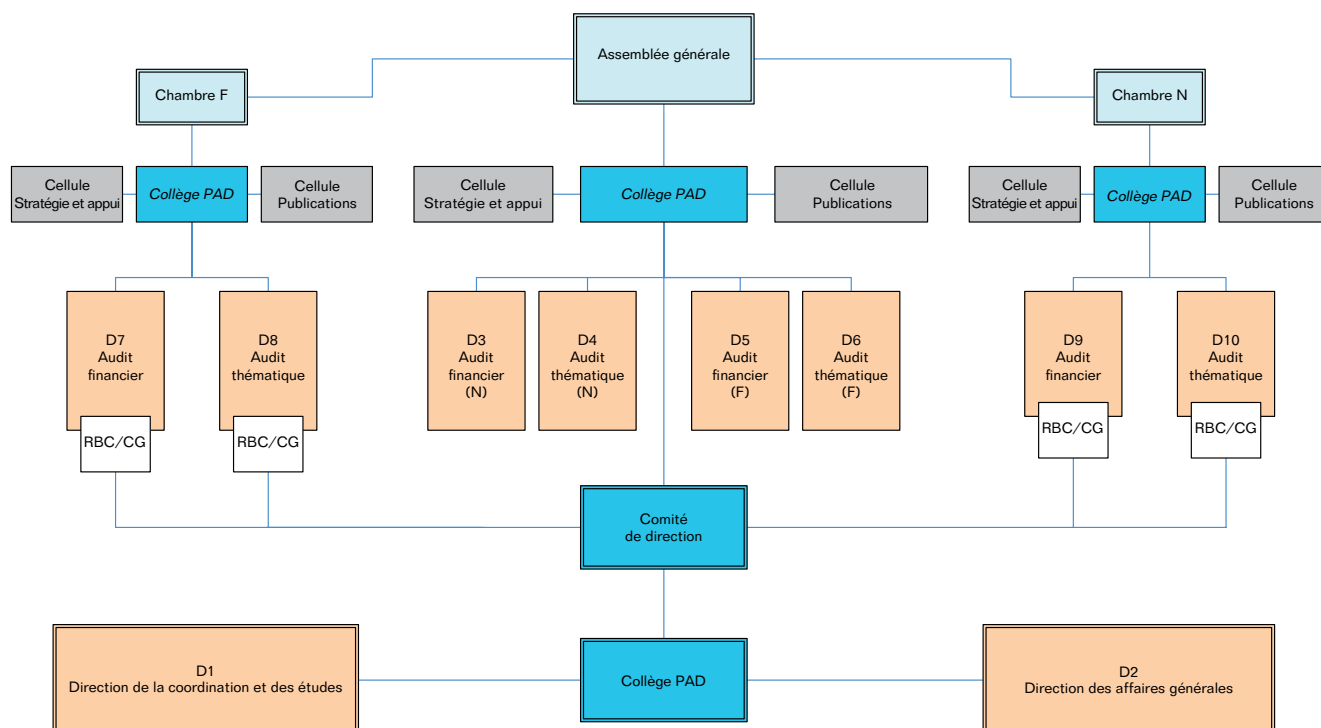 Assemblée générale
Chambre F
Chambre N
Cellule
Stratégie et appui
Collège PAD
Cellule
Publications
Cellule
Stratégie et appui
Collège PAD
Cellule
Publications
Cellule
Stratégie et appui
Collège PAD
Cellule
Publications
D7
Audit
financier
D8
Audit
thématique
D3
Audit
financier
(N)
D4
Audit
thématique
(N)
D5
Audit
financier
(F)
D6
Audit
thématique
(F)
D9
Audit
financier
D10
Audit
thématique
RBC/CG
RBC/CG
RBC/CG
RBC/CG
Comité
de direction
D1
Direction de la coordination et des études
Collège PAD
D2
Direction des affaires générales